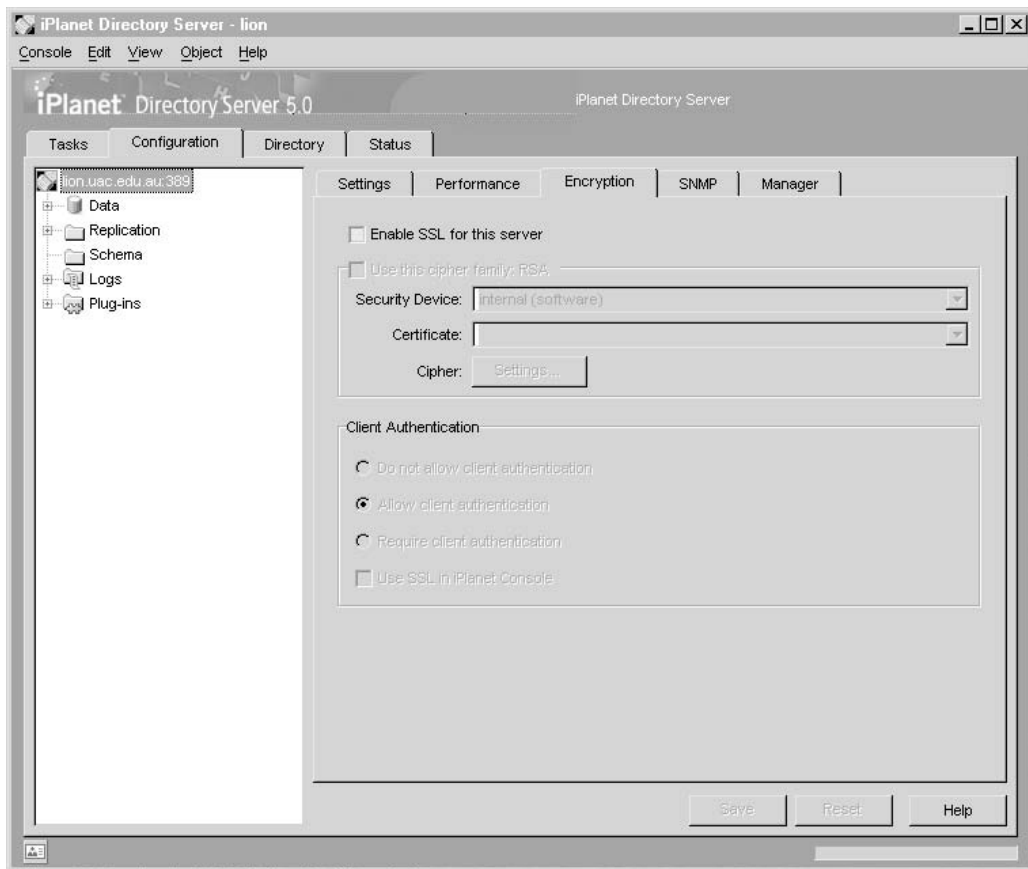 iPlanet Directory Server - lion
Console Edit View Object Help
iPlanet Directory Server 5.0
iPlanet Directory Server
Tasks Configuration Directory Status
lion.uac.edu.au:389
Data
Replication
Schema
Logs
Plug-ins
Settings Performance Encryption SNMP Manager
Enable SSL for this server
Use this cipher family: RSA
Security Device: internal (software)
Certificate:
Cipher: Settings...
Client Authentication
Do not allow client authentication
Allow client authentication
Require client authentication
Use SSL in iPlanet Console
Save Reset Help